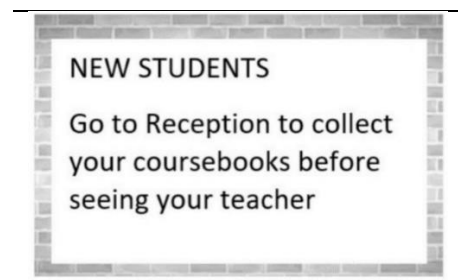 NEW STUDENTS
Go to Reception to collect
your coursebooks before
seeing your teacher